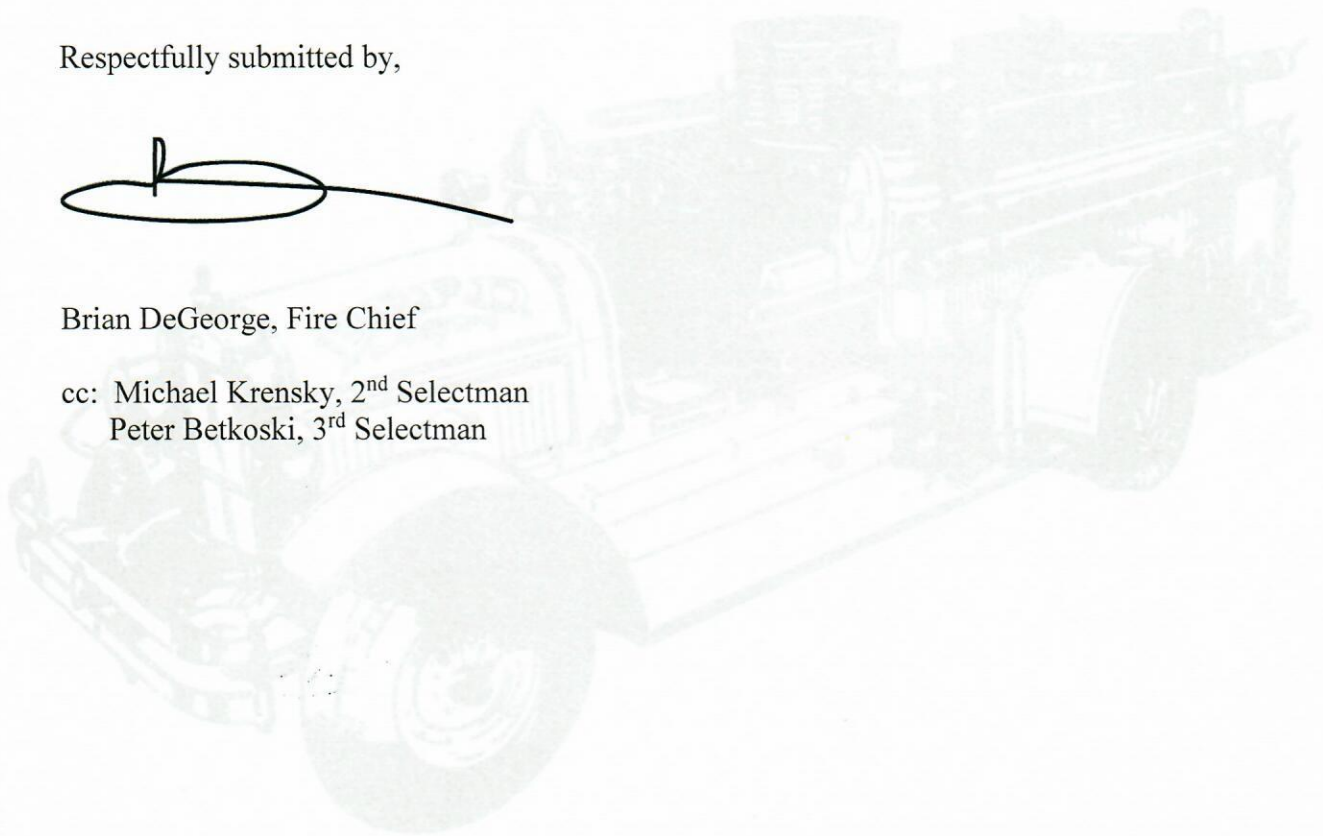 Respectfully submitted by,
Brian DeGeorge, Fire Chief
cc: Michael Krensky, 2nd Selectman
Peter Betkoski, 3rd Selectman